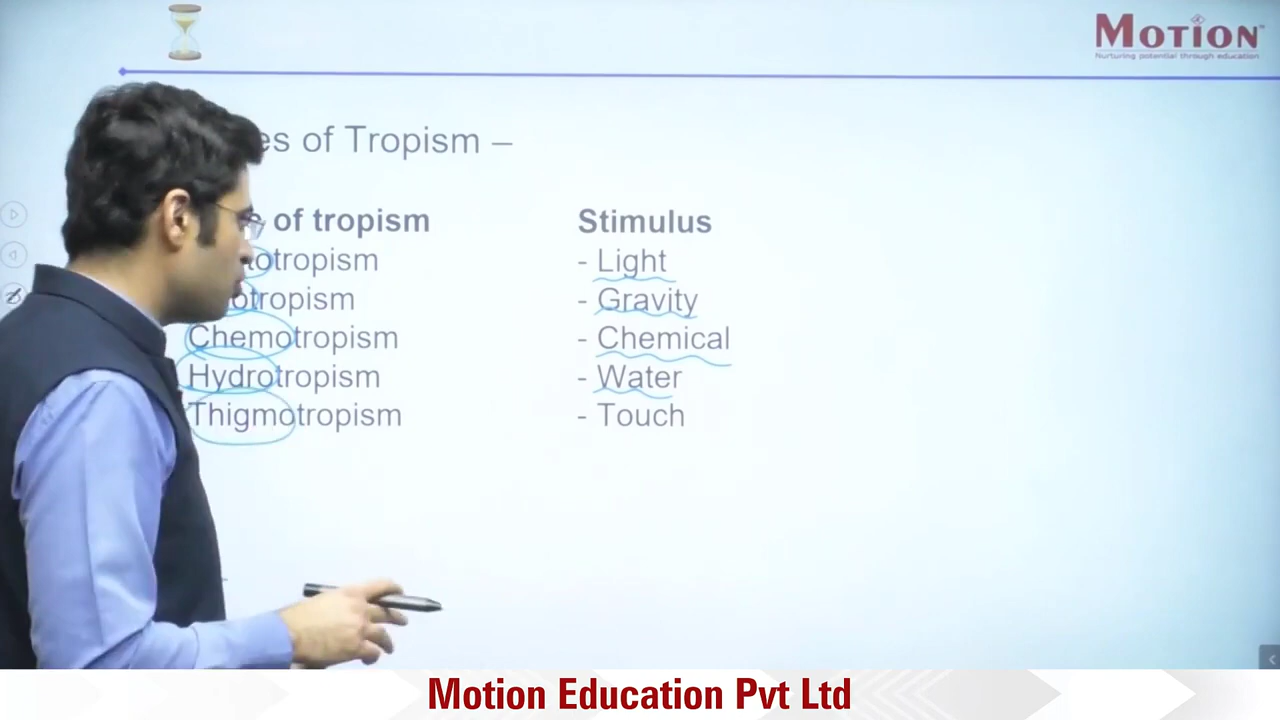 MOTION
Nurturing potential through education
es of Tropism –
of tropism Stimulus
totropism - Light
otropism - Gravity
Chemotropism - Chemical
Hydrotropism - Water
Thigmotropism - Touch
Motion Education Pvt Ltd